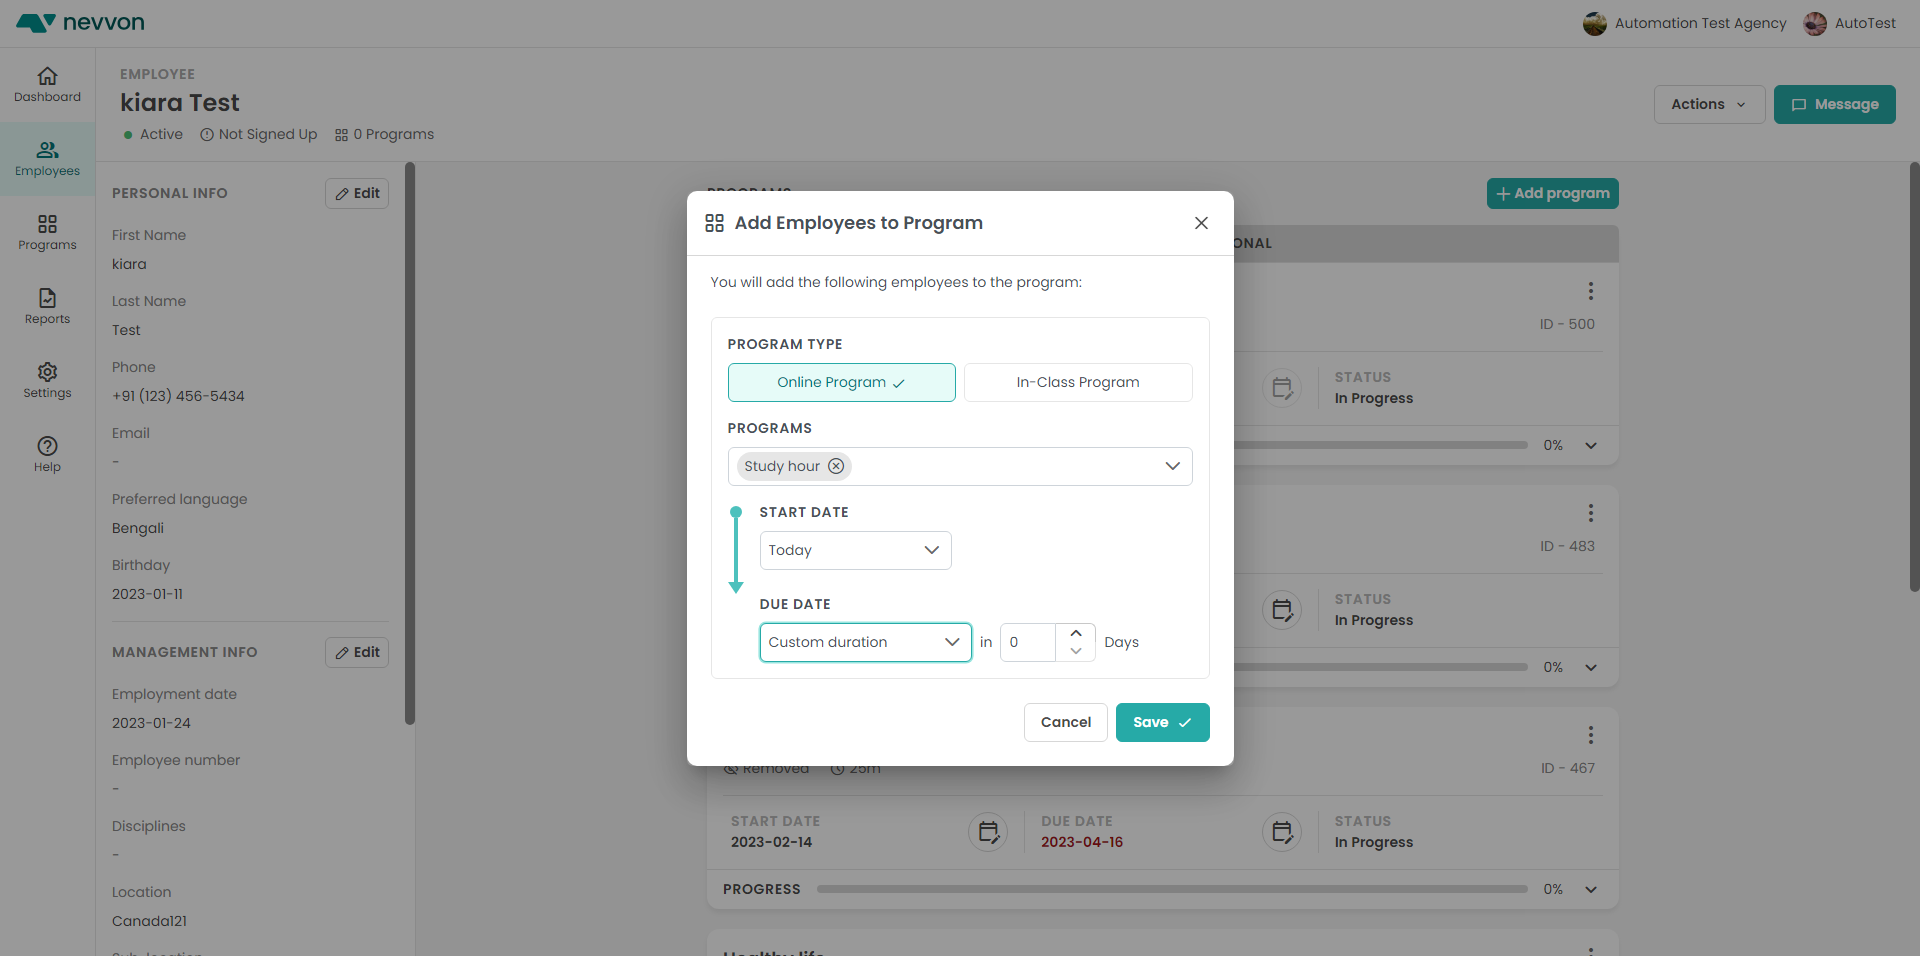 nevvon
Automation Test Agency
AutoTest
Dashboard
Employees
Programs
Reports
Settings
Help
EMPLOYEE
kiara Test
Active
Not Signed Up
0 Programs
Actions
Message
PERSONAL INFO
Edit
First Name
kiara
Last Name
Test
Phone
+91 (123) 456-5434
Email
-
Preferred language
Bengali
Birthday
2023-01-11
MANAGEMENT INFO
Edit
Employment date
2023-01-24
Employee number
-
Disciplines
-
Location
Canada121
Sub-location
PROGRAMS
+ Add program
ONAL
ID - 500
STATUS
In Progress
0%
ID - 483
STATUS
In Progress
0%
Removed
25m
ID - 467
START DATE
2023-02-14
DUE DATE
2023-04-16
STATUS
In Progress
PROGRESS
0%
Healthy life
Add Employees to Program
You will add the following employees to the program:
PROGRAM TYPE
Online Program
In-Class Program
PROGRAMS
Study hour
START DATE
Today
DUE DATE
Custom duration
in
0
Days
Cancel
Save